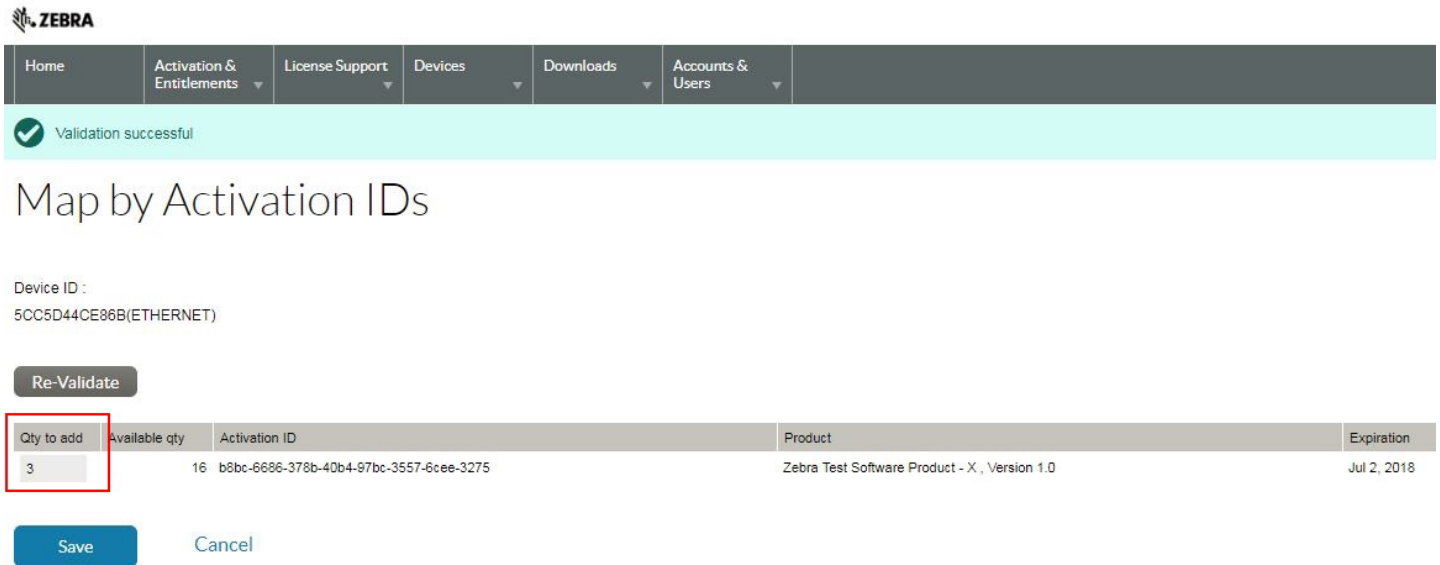 ZEBRA
Home Activation & Entitlements License Support Devices Downloads Accounts & Users
Validation successful
Map by Activation IDs
Device ID :
5CC5D44CE86B(ETHERNET)
Re-Validate
Qty to add Available qty Activation ID Product Expiration
3 16 b8bc-6686-378b-40b4-97bc-3557-6cee-3275 Zebra Test Software Product - X , Version 1.0 Jul 2, 2018
Save Cancel